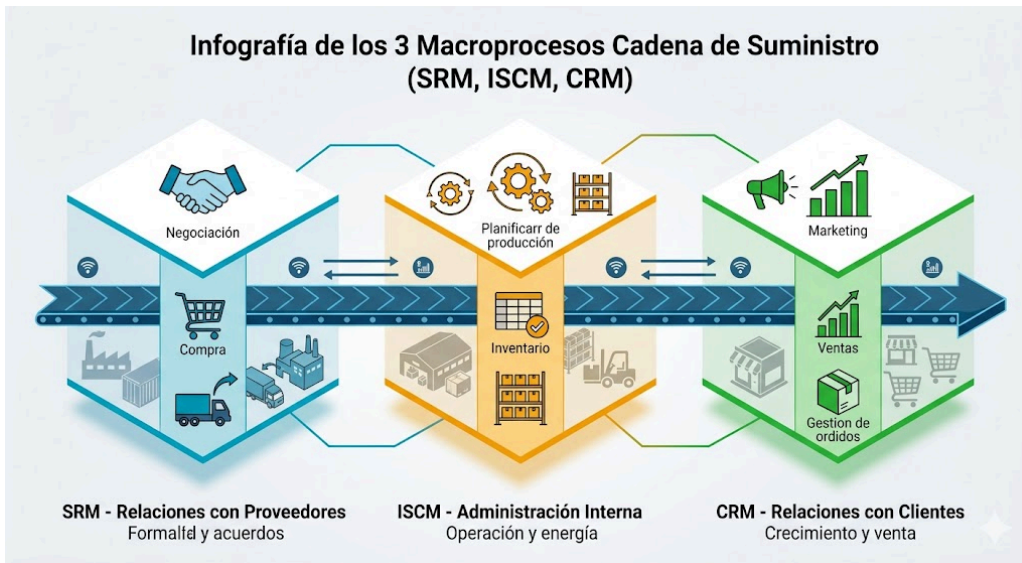 Infografía de los 3 Macroprocesos Cadena de Suministro
(SRM, ISCM, CRM)
Negociación
Planificarr de
producción
Marketing
Compra
Inventario
Ventas
Gestion de
ordidos
SRM - Relaciones con Proveedores
y acuerdos
ISCM - Administración Interna
Operación y energía
CRM - Relaciones con Clientes
Crecimiento y venta